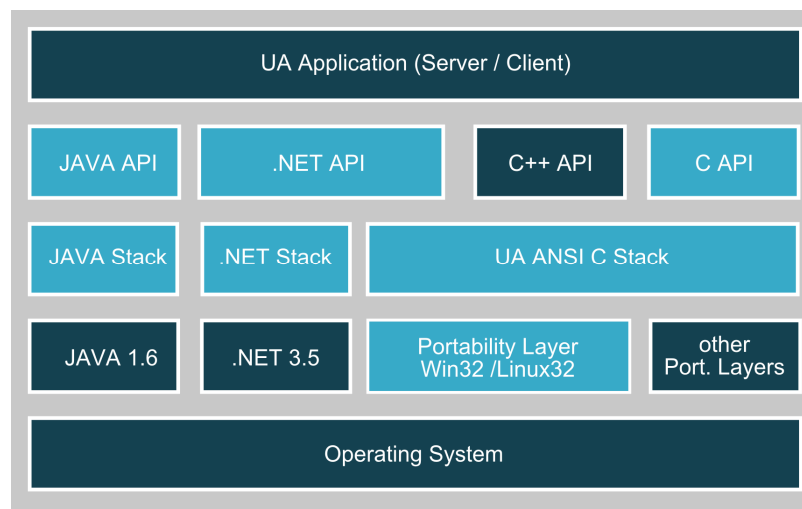 UA Application (Server / Client)
JAVA API
.NET API
C++ API
C API
JAVA Stack
.NET Stack
UA ANSI C Stack
JAVA 1.6
.NET 3.5
Portability Layer
Win32 /Linux32
other
Port. Layers
Operating System